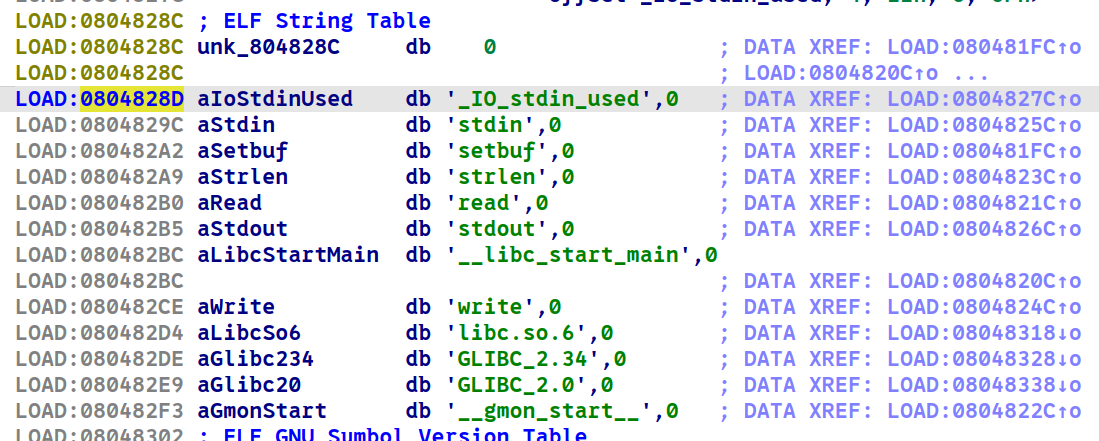 LOAD:0804828C ; ELF String Table
LOAD:0804828C unk_804828C db 0 ; DATA XREF: LOAD:080481FC↑o
LOAD:0804828C ; LOAD:0804820C↑o ...
LOAD:0804828D aIoStdinUsed db '_IO_stdin_used',0 ; DATA XREF: LOAD:0804827C↑o
LOAD:0804829C aStdin db 'stdin',0 ; DATA XREF: LOAD:0804825C↑o
LOAD:080482A2 aSetbuf db 'setbuf',0 ; DATA XREF: LOAD:080481FC↑o
LOAD:080482A9 aStrlen db 'strlen',0 ; DATA XREF: LOAD:0804823C↑o
LOAD:080482B0 aRead db 'read',0 ; DATA XREF: LOAD:0804821C↑o
LOAD:080482B5 aStdout db 'stdout',0 ; DATA XREF: LOAD:0804826C↑o
LOAD:080482BC aLibcStartMain db '__libc_start_main',0
LOAD:080482BC ; DATA XREF: LOAD:0804820C↑o
LOAD:080482CE aWrite db 'write',0 ; DATA XREF: LOAD:0804824C↑o
LOAD:080482D4 aLibcSo6 db 'libc.so.6',0 ; DATA XREF: LOAD:08048318↓o
LOAD:080482DE aGlibc234 db 'GLIBC_2.34',0 ; DATA XREF: LOAD:08048328↓o
LOAD:080482E9 aGlibc20 db 'GLIBC_2.0',0 ; DATA XREF: LOAD:08048338↓o
LOAD:080482F3 aGmonStart db '__gmon_start__',0 ; DATA XREF: LOAD:0804822C↑o
LOAD:08048302 ; ELF GNU Symbol Version Table